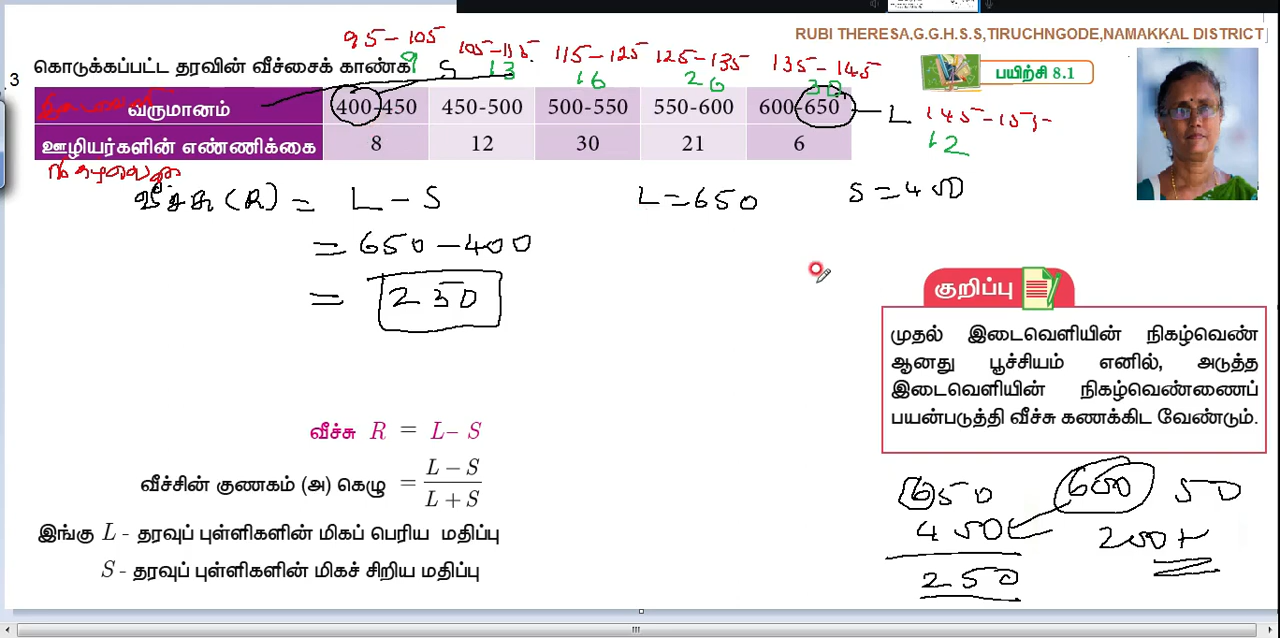 RUBI THERESA,G.G.H.S.S,TIRUCHNGODE,NAMAKKAL DISTRICT
95-105 105-115 115-125 125-135 135-145
3 கொடுக்கப்பட்ட தரவின் வீச்சைக் காண்க 9 S 13 16 26 30
பயிற்சி 8.1
வருமானம் 400-450 450-500 500-550 550-600 600-650 L 145-155
ஊழியர்களின் எண்ணிக்கை 8 12 30 21 6 12
வீச்சு (R) = L - S L = 650 S = 400
= 650 - 400
= 250
குறிப்பு
முதல் இடைவெளியின் நிகழ்வெண்
ஆனது பூச்சியம் எனில், அடுத்த
இடைவெளியின் நிகழ்வெண்ணைப்
பயன்படுத்தி வீச்சு கணக்கிட வேண்டும்.
வீச்சு R = L– S
வீச்சின் குணகம் (அ) கெழு = L – S / L + S
இங்கு L - தரவுப் புள்ளிகளின் மிகப் பெரிய மதிப்பு
S - தரவுப் புள்ளிகளின் மிகச் சிறிய மதிப்பு
650 600 50
450 200
250